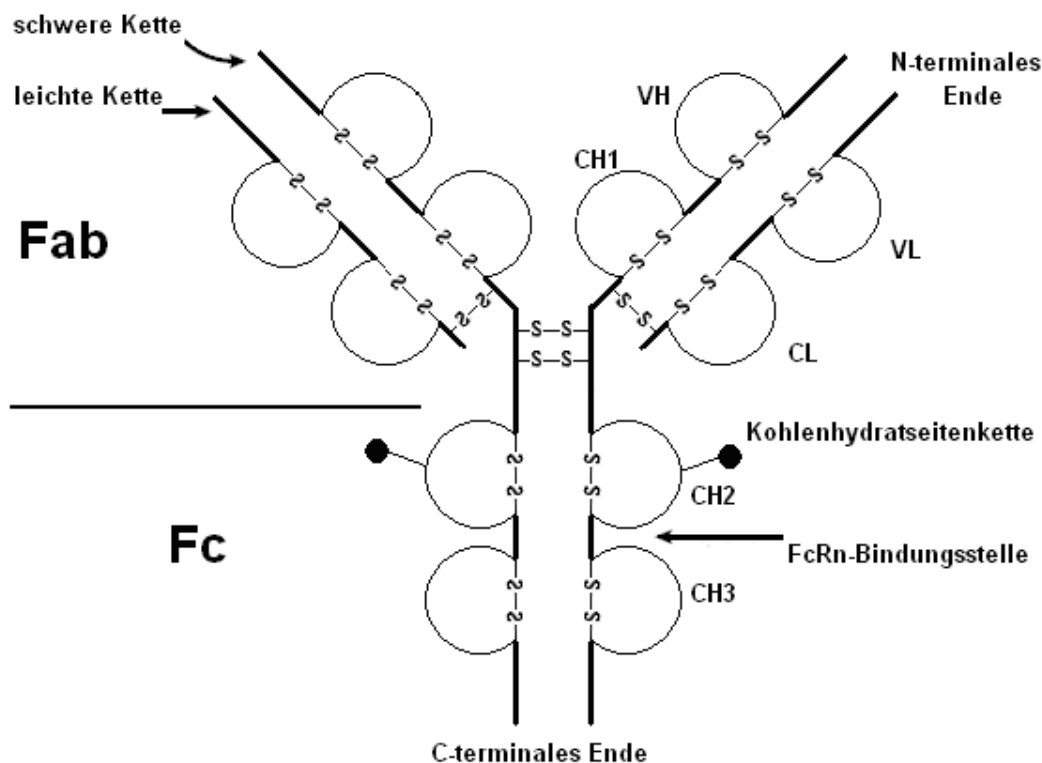 schwere Kette
leichte Kette
N-terminales
Ende
VH
CH1
VL
CL
Fab
S S
S S
S S
S S
S S
S S
S S
S S
S S
S S
S-S
S-S
Kohlenhydratseitenkette
CH2
Fc
FcRn-Bindungsstelle
CH3
S S
S S
S S
S S
C-terminales Ende